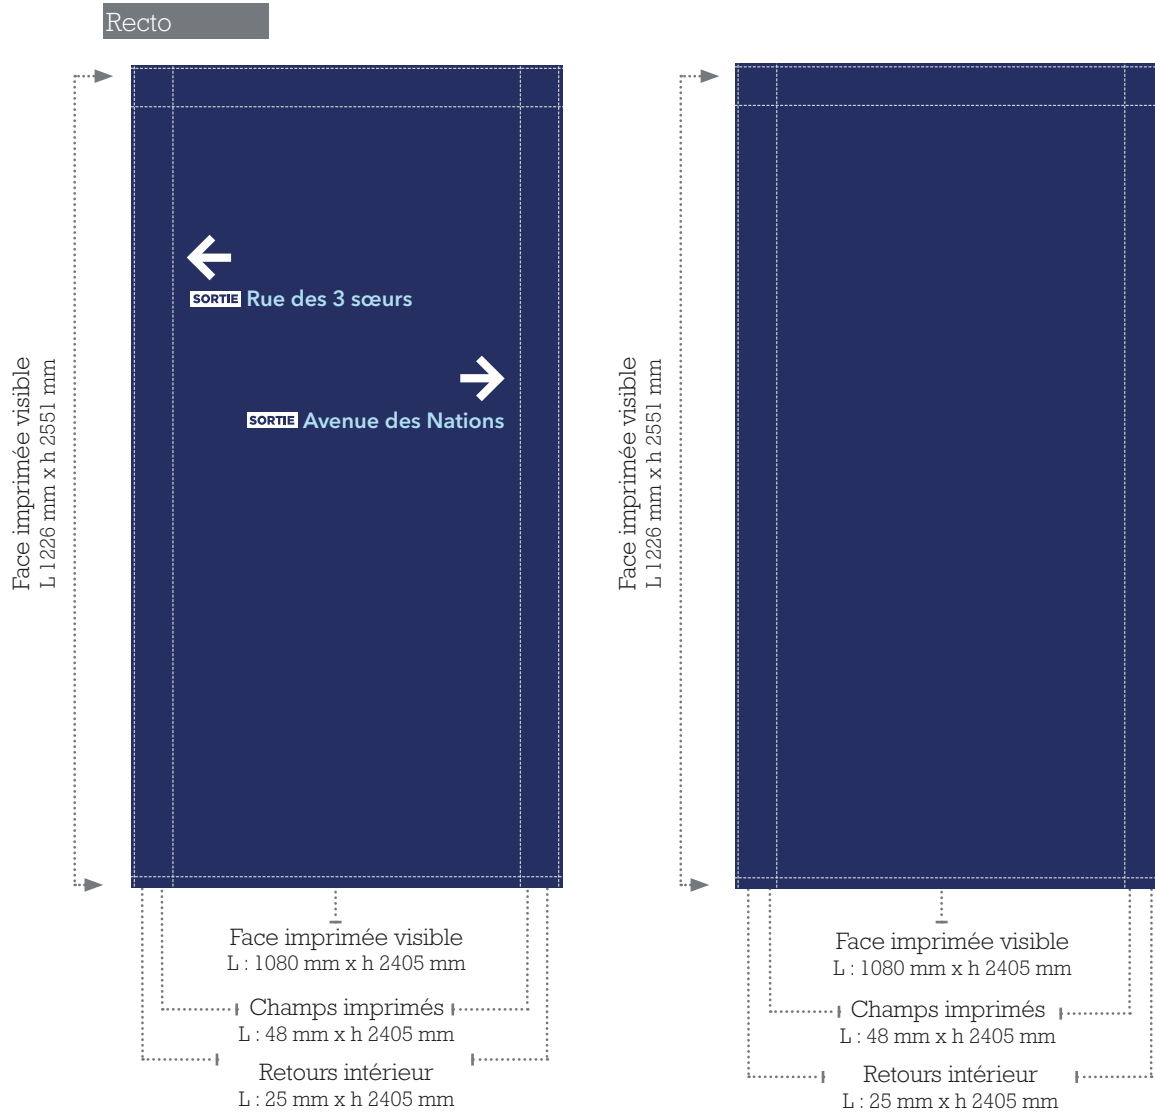 Recto
Face imprimée visible
L 1226 mm x h 2551 mm
SORTIE Rue des 3 sœurs
SORTIE Avenue des Nations
Face imprimée visible
L : 1080 mm x h 2405 mm
Champs imprimés
L : 48 mm x h 2405 mm
Retours intérieur
L : 25 mm x h 2405 mm
Face imprimée visible
L 1226 mm x h 2551 mm
Face imprimée visible
L : 1080 mm x h 2405 mm
Champs imprimés
L : 48 mm x h 2405 mm
Retours intérieur
L : 25 mm x h 2405 mm